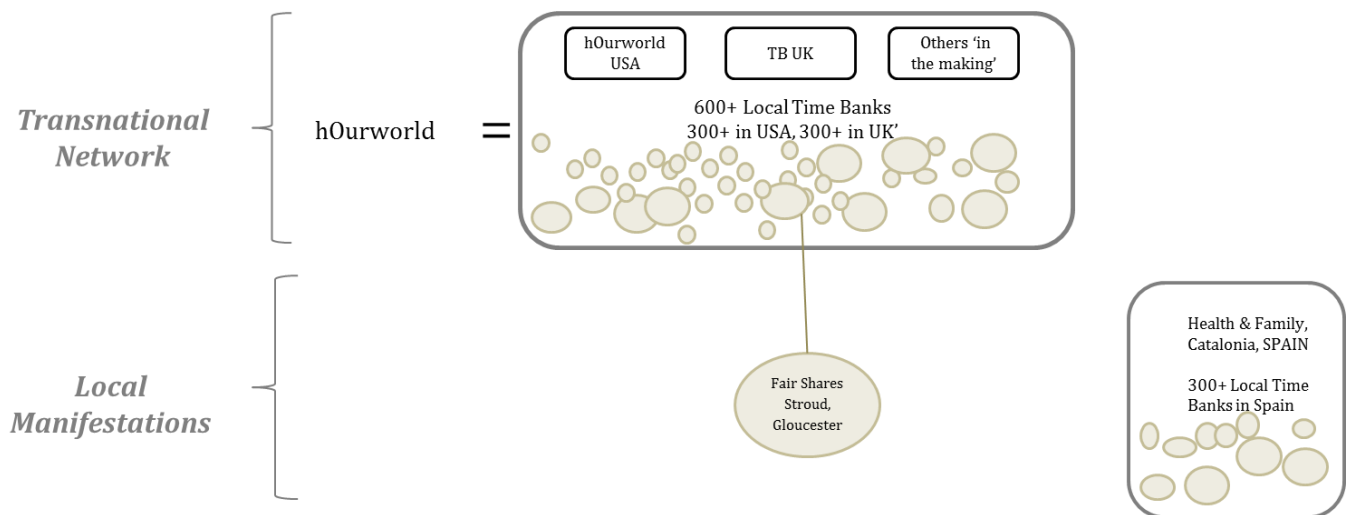 hOurworld
USA
TB UK
Others ‘in
the making’
Transnational
Network
hOurworld
=
600+ Local Time Banks
300+ in USA, 300+ in UK’
Local
Manifestations
Fair Shares
Stroud,
Gloucester
Health & Family,
Catalonia, SPAIN
300+ Local Time
Banks in Spain